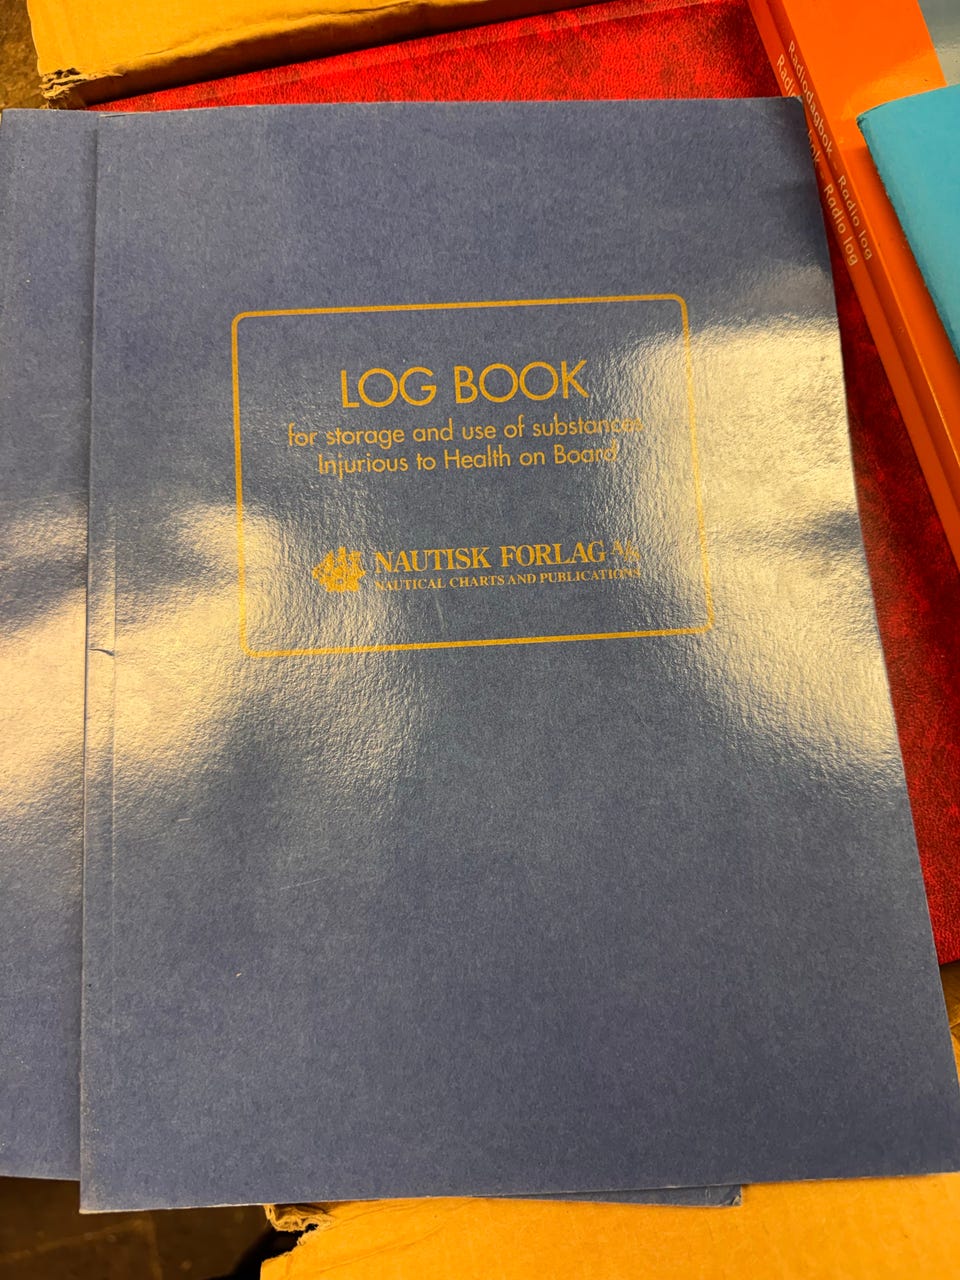 LOG BOOK
for storage and use of substances
Injurious to Health on Board
NAUTISK FORLAG A/S
NAUTICAL CHARTS AND PUBLICATIONS
Radiodagbok – Radio log
– Radio log